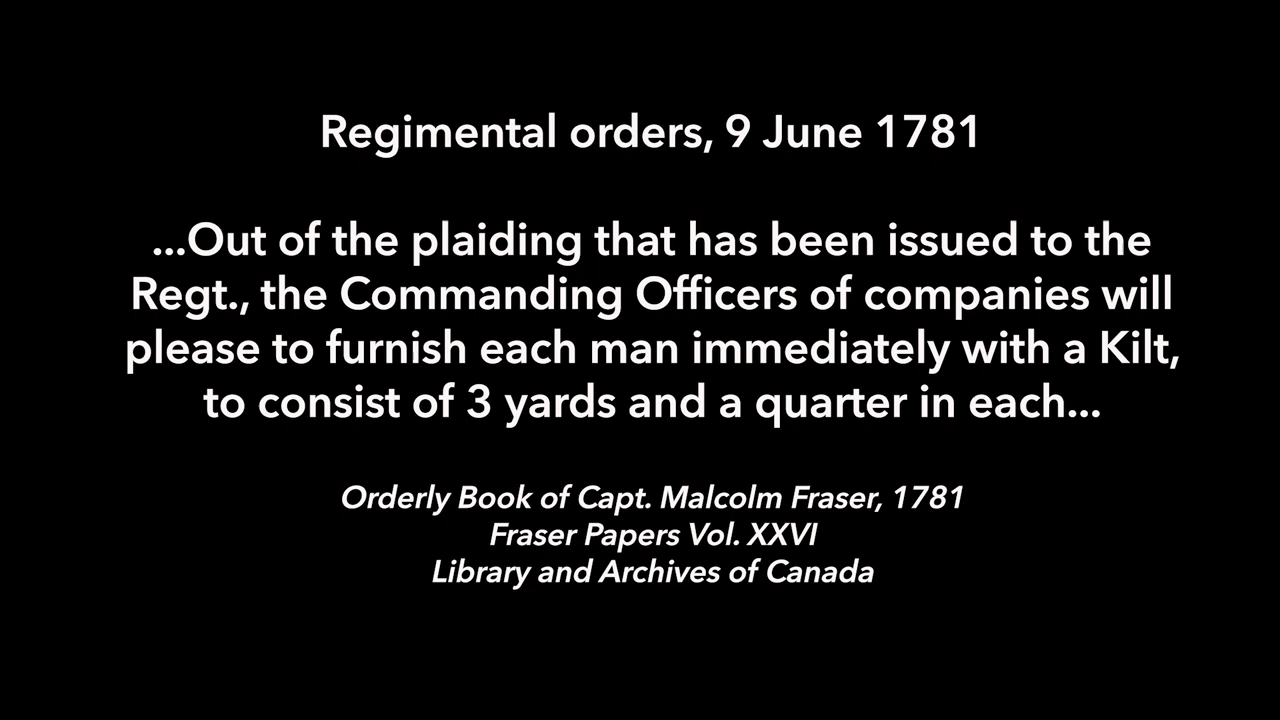 Regimental orders, 9 June 1781
...Out of the plaiding that has been issued to the
Regt., the Commanding Officers of companies will
please to furnish each man immediately with a Kilt,
to consist of 3 yards and a quarter in each...
Orderly Book of Capt. Malcolm Fraser, 1781
Fraser Papers Vol. XXVI
Library and Archives of Canada